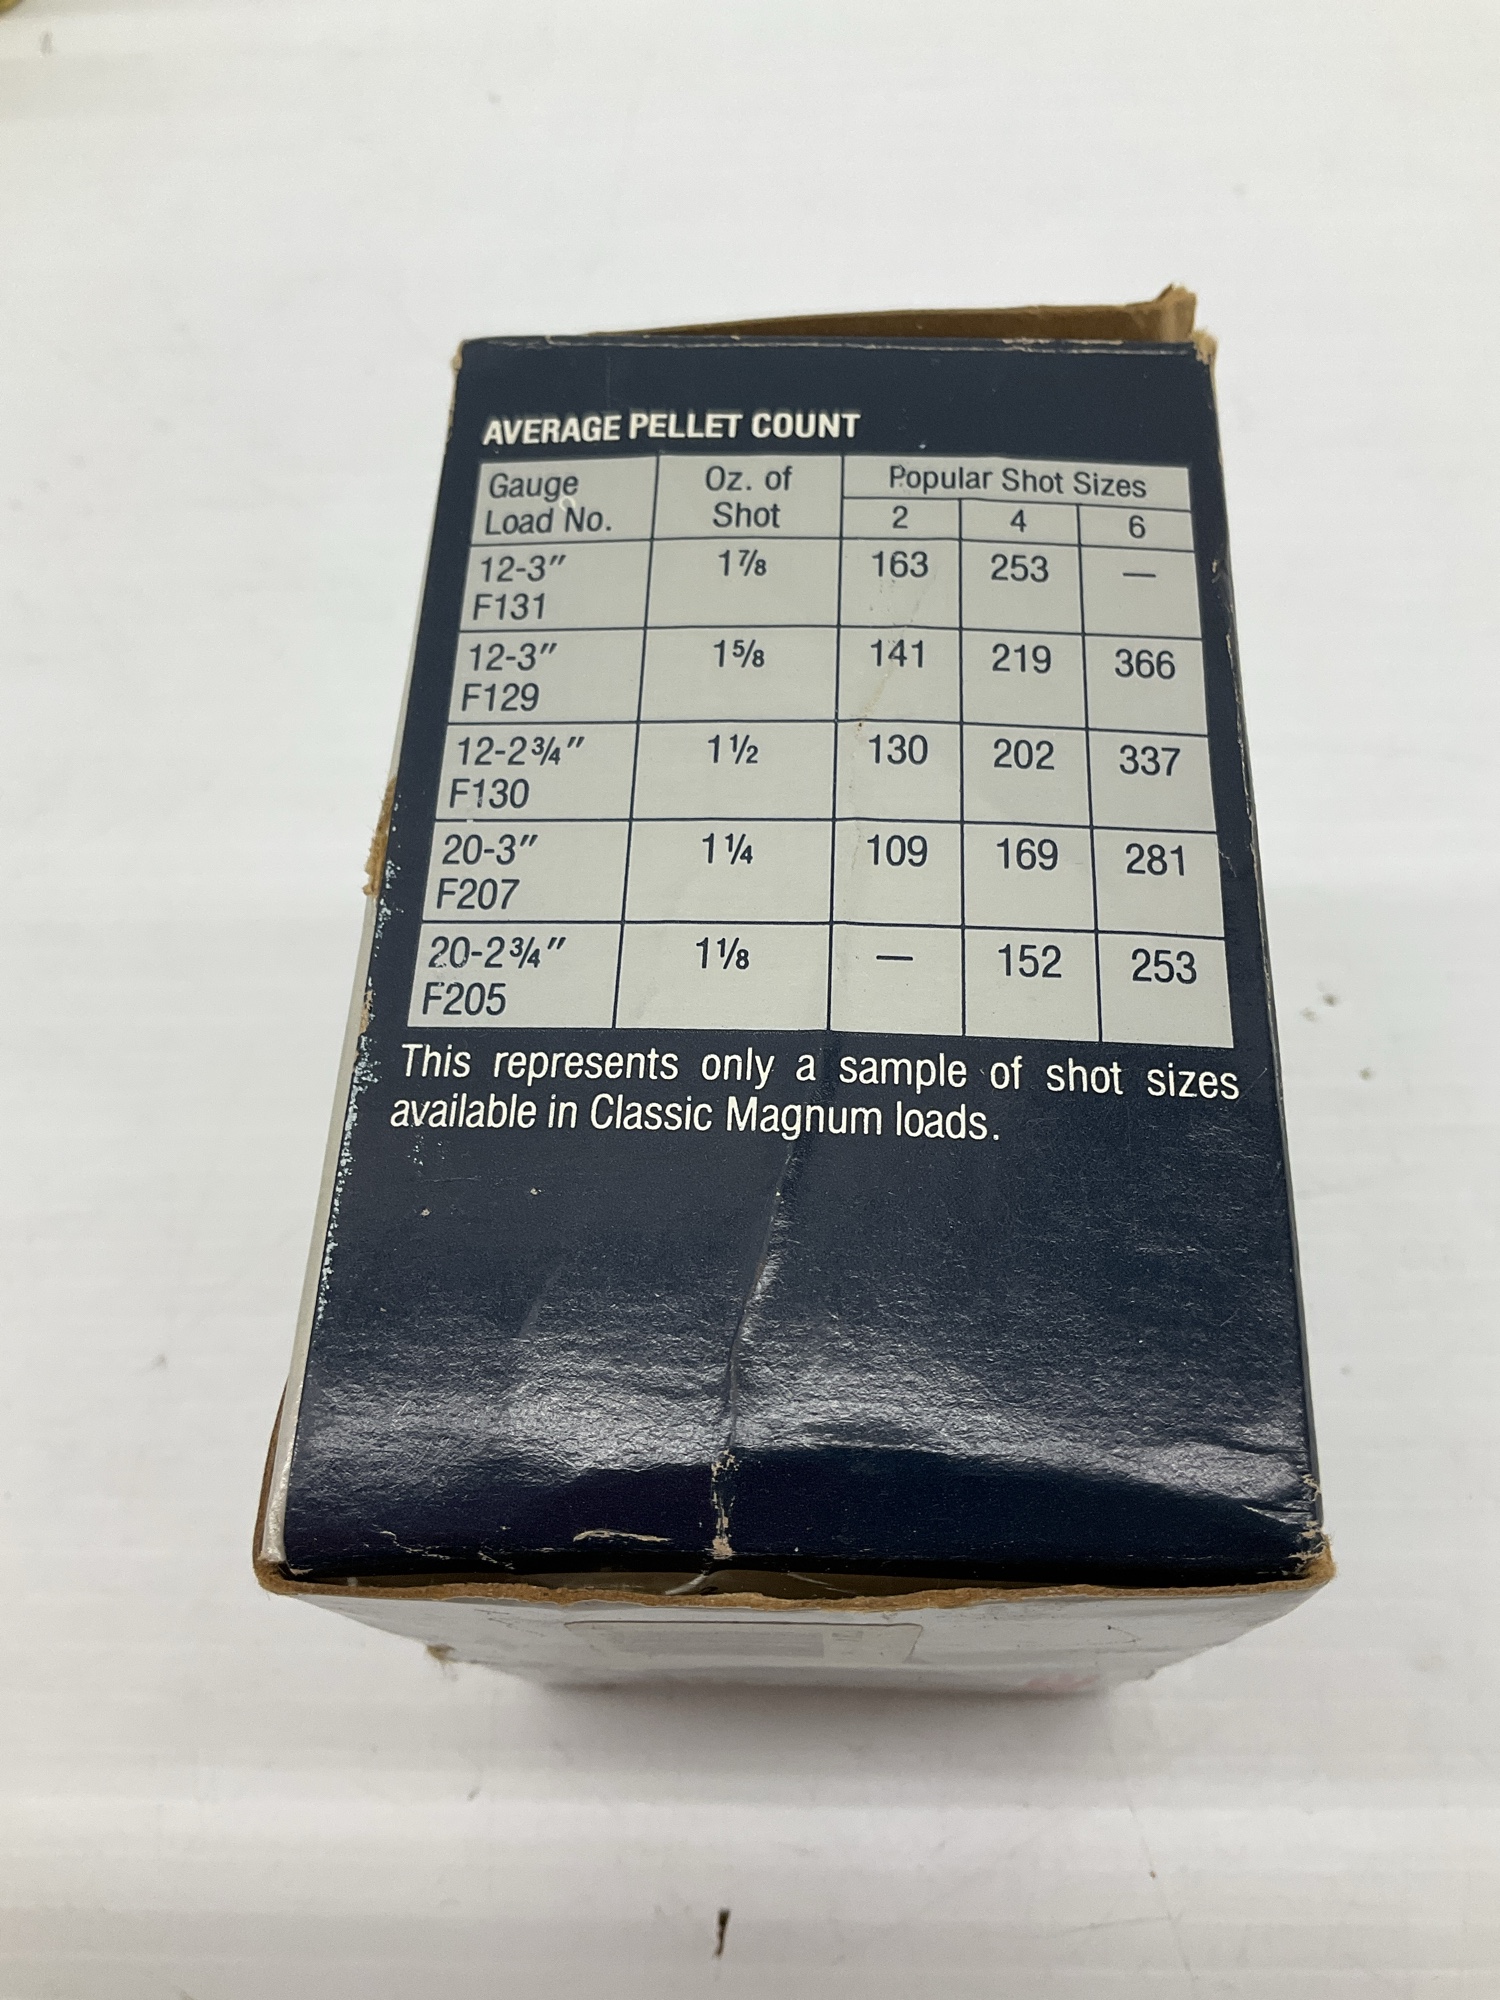 AVERAGE PELLET COUNT
Gauge Load No. Oz. of Shot Popular Shot Sizes
2 4 6
12-3″ F131 1⅞ 163 253 —
12-3″ F129 1⅝ 141 219 366
12-2¾″ F130 1½ 130 202 337
20-3″ F207 1¼ 109 169 281
20-2¾″ F205 1⅛ — 152 253
This represents only a sample of shot sizes
available in Classic Magnum loads.